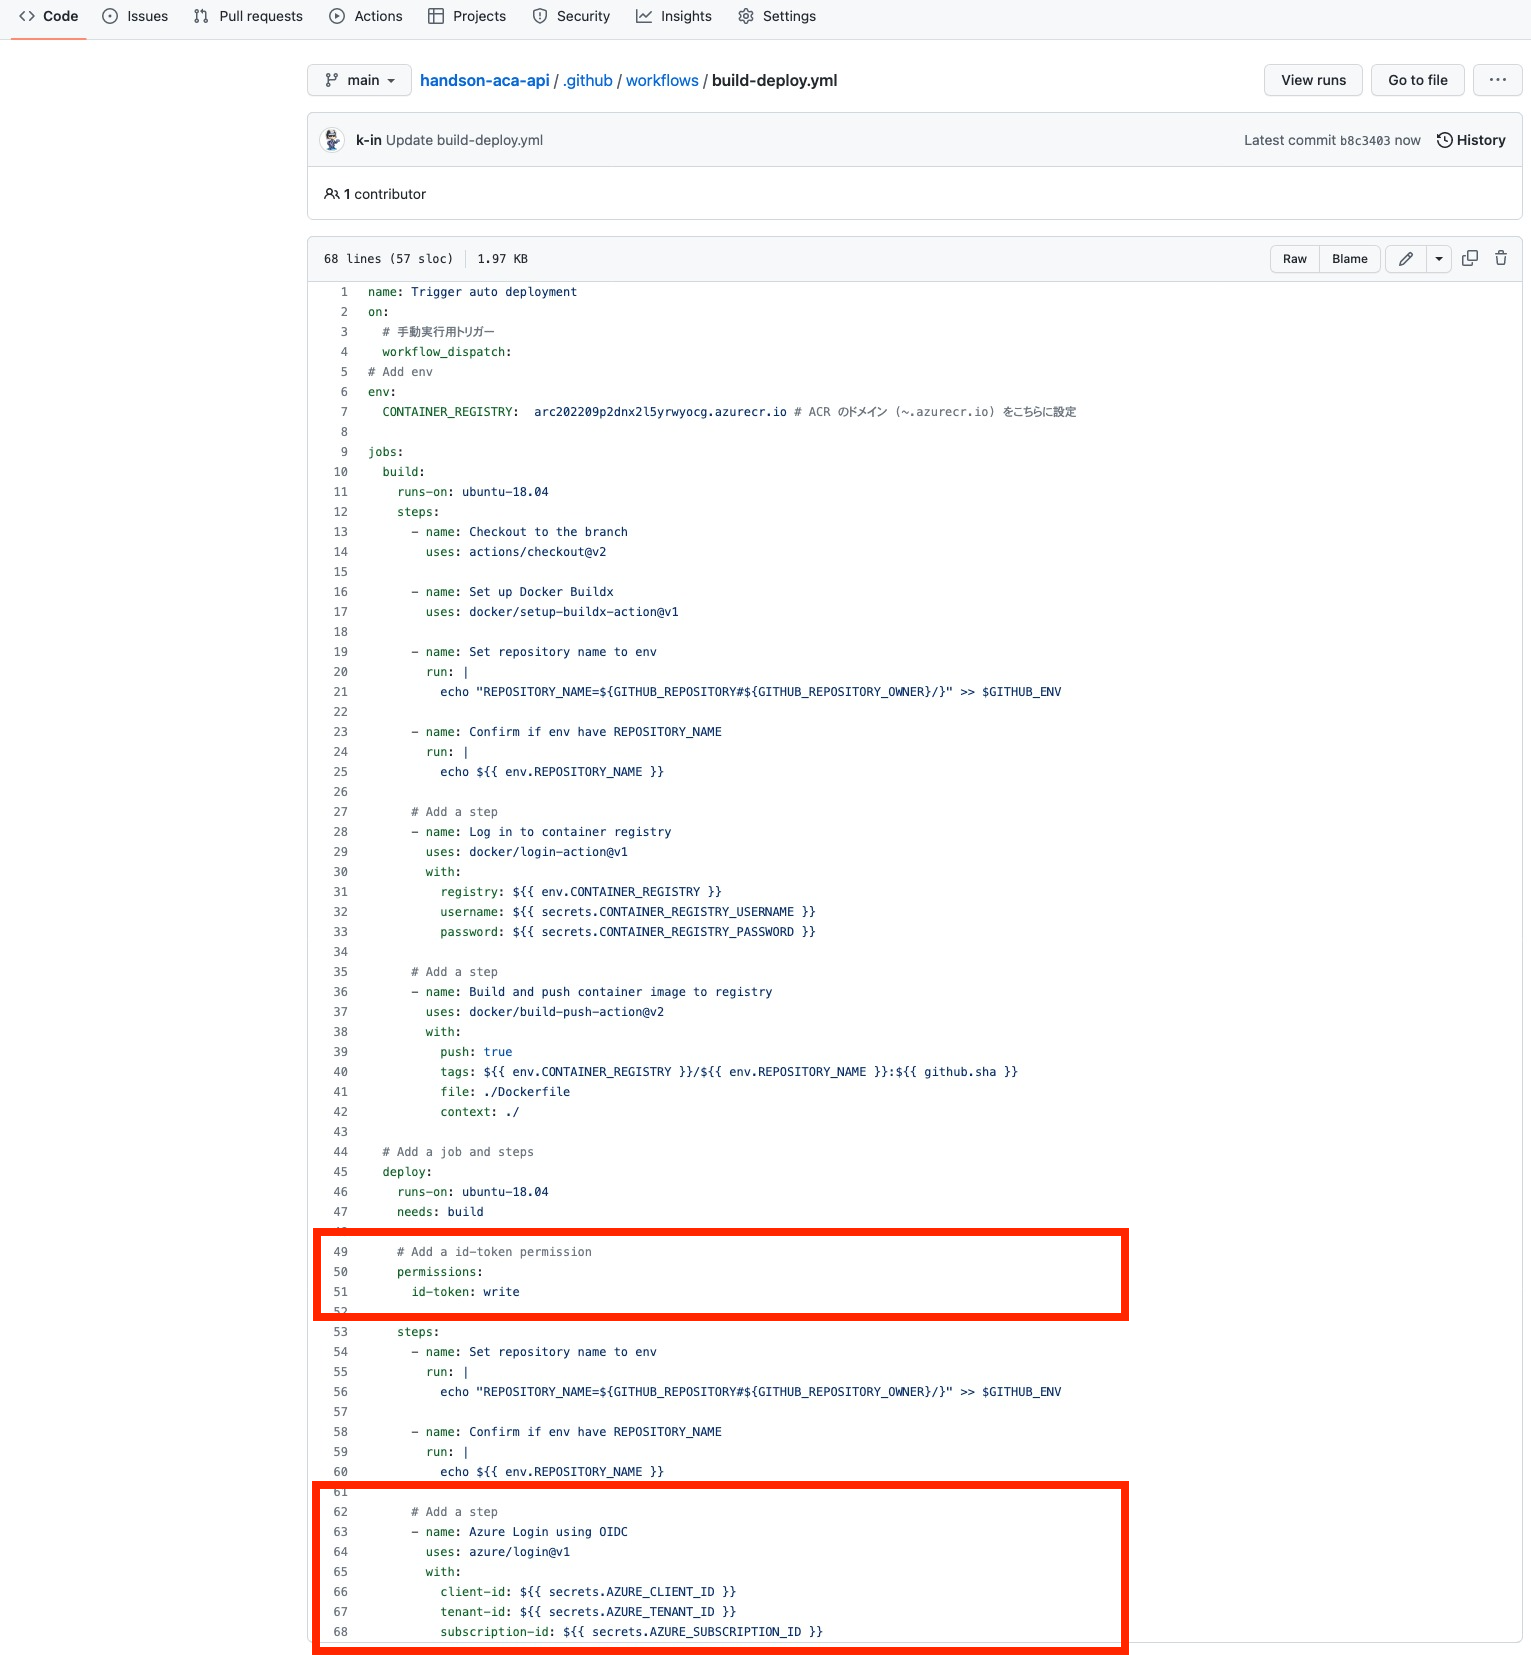 Code Issues Pull requests Actions Projects Security Insights Settings
main handson-aca-api / .github / workflows / build-deploy.yml View runs Go to file ...
k-in Update build-deploy.yml Latest commit b8c3403 now History
1 contributor
68 lines (57 sloc) 1.97 KB Raw Blame
1 name: Trigger auto deployment
2 on:
3 # 手動実行用トリガー
4 workflow_dispatch:
5 # Add env
6 env:
7 CONTAINER_REGISTRY: arc202209p2dnx2l5yrwyocg.azurecr.io # ACR のドメイン (~.azurecr.io) をこちらに設定
8
9 jobs:
10 build:
11 runs-on: ubuntu-18.04
12 steps:
13 - name: Checkout to the branch
14 uses: actions/checkout@v2
15
16 - name: Set up Docker Buildx
17 uses: docker/setup-buildx-action@v1
18
19 - name: Set repository name to env
20 run: |
21 echo "REPOSITORY_NAME=${GITHUB_REPOSITORY#${GITHUB_REPOSITORY_OWNER}/}" >> $GITHUB_ENV
22
23 - name: Confirm if env have REPOSITORY_NAME
24 run: |
25 echo ${{ env.REPOSITORY_NAME }}
26
27 # Add a step
28 - name: Log in to container registry
29 uses: docker/login-action@v1
30 with:
31 registry: ${{ env.CONTAINER_REGISTRY }}
32 username: ${{ secrets.CONTAINER_REGISTRY_USERNAME }}
33 password: ${{ secrets.CONTAINER_REGISTRY_PASSWORD }}
34
35 # Add a step
36 - name: Build and push container image to registry
37 uses: docker/build-push-action@v2
38 with:
39 push: true
40 tags: ${{ env.CONTAINER_REGISTRY }}/${{ env.REPOSITORY_NAME }}:${{ github.sha }}
41 file: ./Dockerfile
42 context: ./
43
44 # Add a job and steps
45 deploy:
46 runs-on: ubuntu-18.04
47 needs: build
49 # Add a id-token permission
50 permissions:
51 id-token: write
52
53 steps:
54 - name: Set repository name to env
55 run: |
56 echo "REPOSITORY_NAME=${GITHUB_REPOSITORY#${GITHUB_REPOSITORY_OWNER}/}" >> $GITHUB_ENV
57
58 - name: Confirm if env have REPOSITORY_NAME
59 run: |
60 echo ${{ env.REPOSITORY_NAME }}
61
62 # Add a step
63 - name: Azure Login using OIDC
64 uses: azure/login@v1
65 with:
66 client-id: ${{ secrets.AZURE_CLIENT_ID }}
67 tenant-id: ${{ secrets.AZURE_TENANT_ID }}
68 subscription-id: ${{ secrets.AZURE_SUBSCRIPTION_ID }}